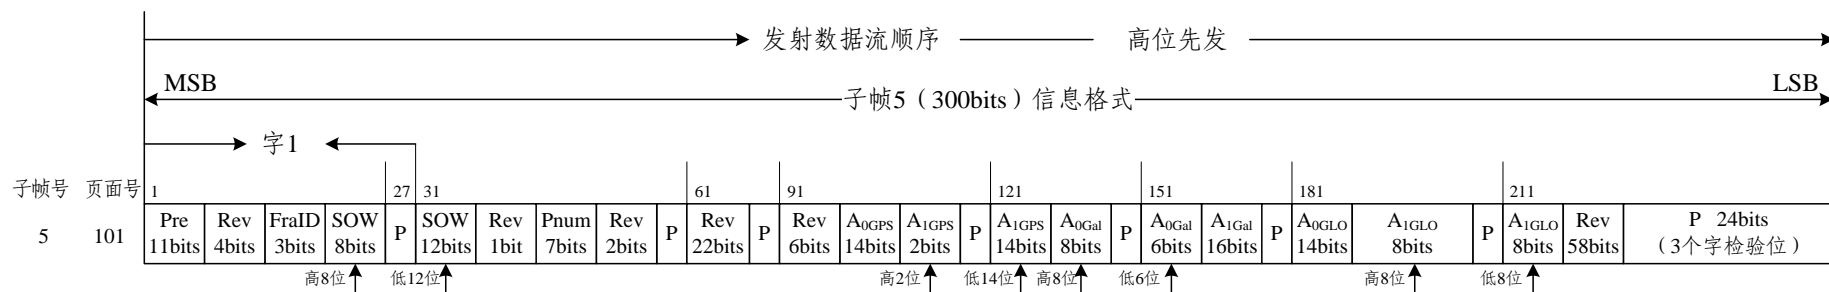 发射数据流顺序 高位先发
MSB LSB
子帧5（300bits）信息格式
字1
子帧号 页面号 1 27 31 61 91 121 151 181 211
5 101 Pre 11bits Rev 4bits FraID 3bits SOW 8bits P SOW 12bits Rev 1bit Pnum 7bits Rev 2bits P Rev 22bits P Rev 6bits A0GPS 14bits A1GPS 2bits P A1GPS 14bits A0Gal 8bits P A0Gal 6bits A1Gal 16bits P A0GLO 14bits A1GLO 8bits P A1GLO 8bits Rev 58bits P 24bits （3个字检验位）
高8位 低12位 高2位 低14位 高8位 低6位 高8位 低8位